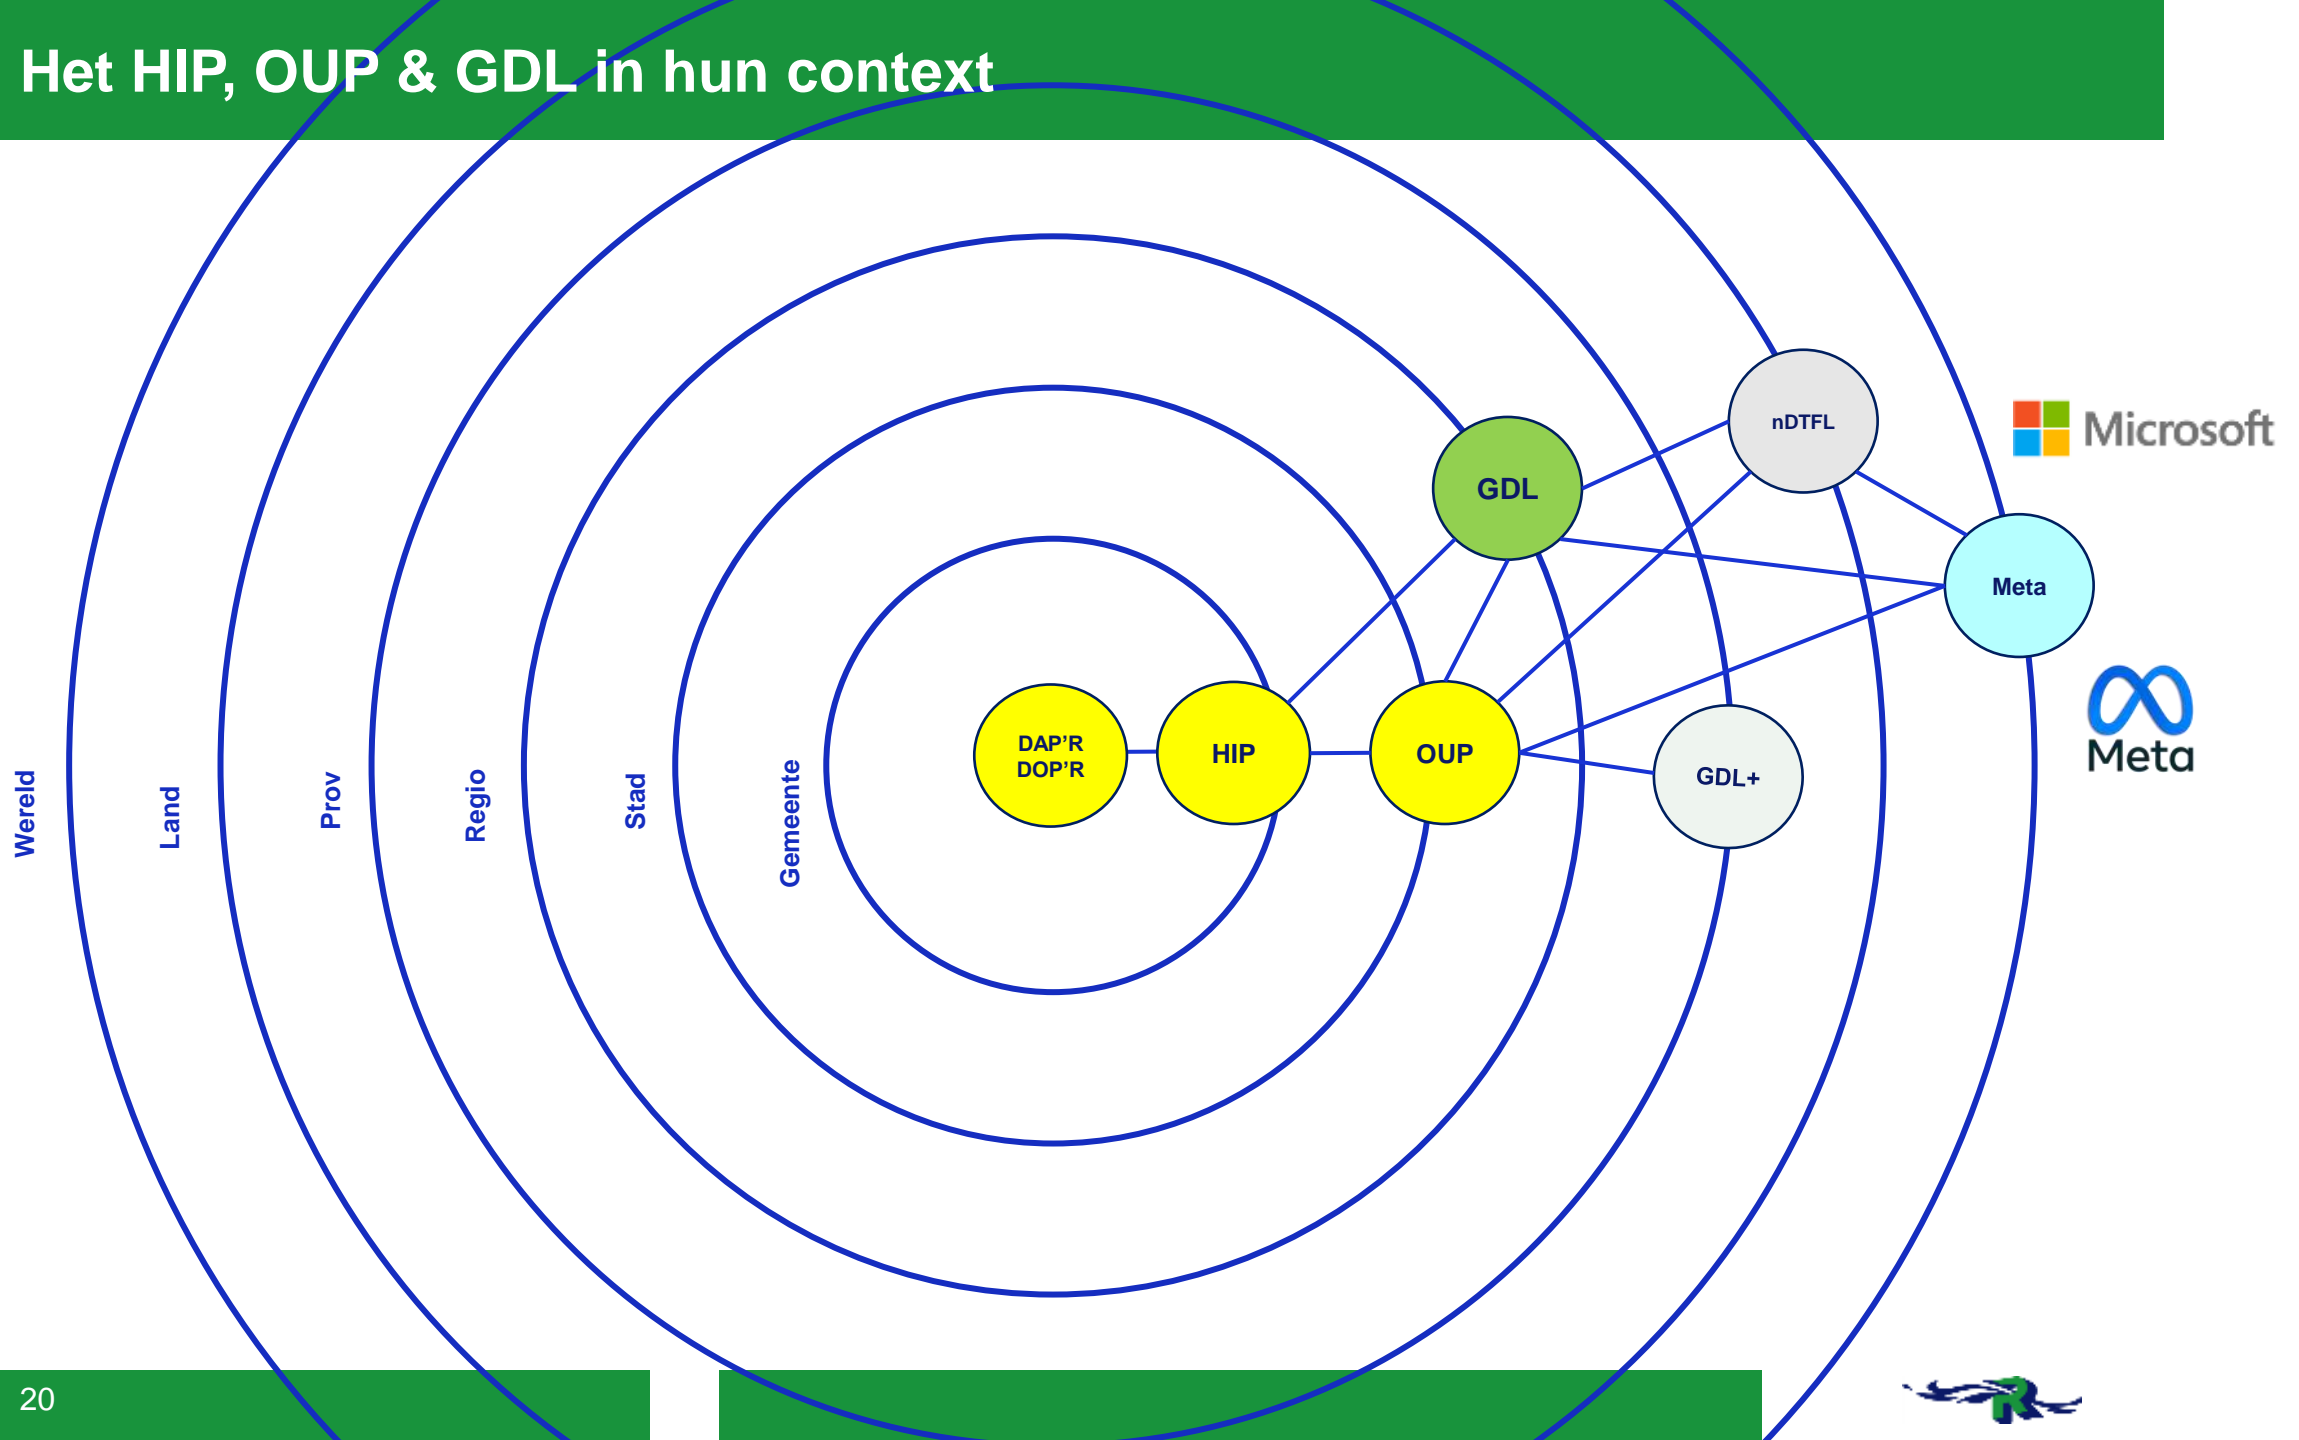 Het HIP, OUP & GDL in hun context
nDTFL
Microsoft
GDL
Meta
DAP’R
DOP’R
HIP
OUP
GDL+
Meta
Wereld
Land
Prov
Regio
Stad
Gemeente
20
R